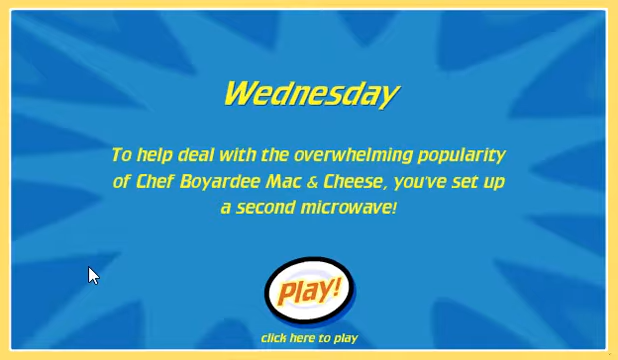 Wednesday
To help deal with the overwhelming popularity
of Chef Boyardee Mac & Cheese, you've set up
a second microwave!
Play!
click here to play